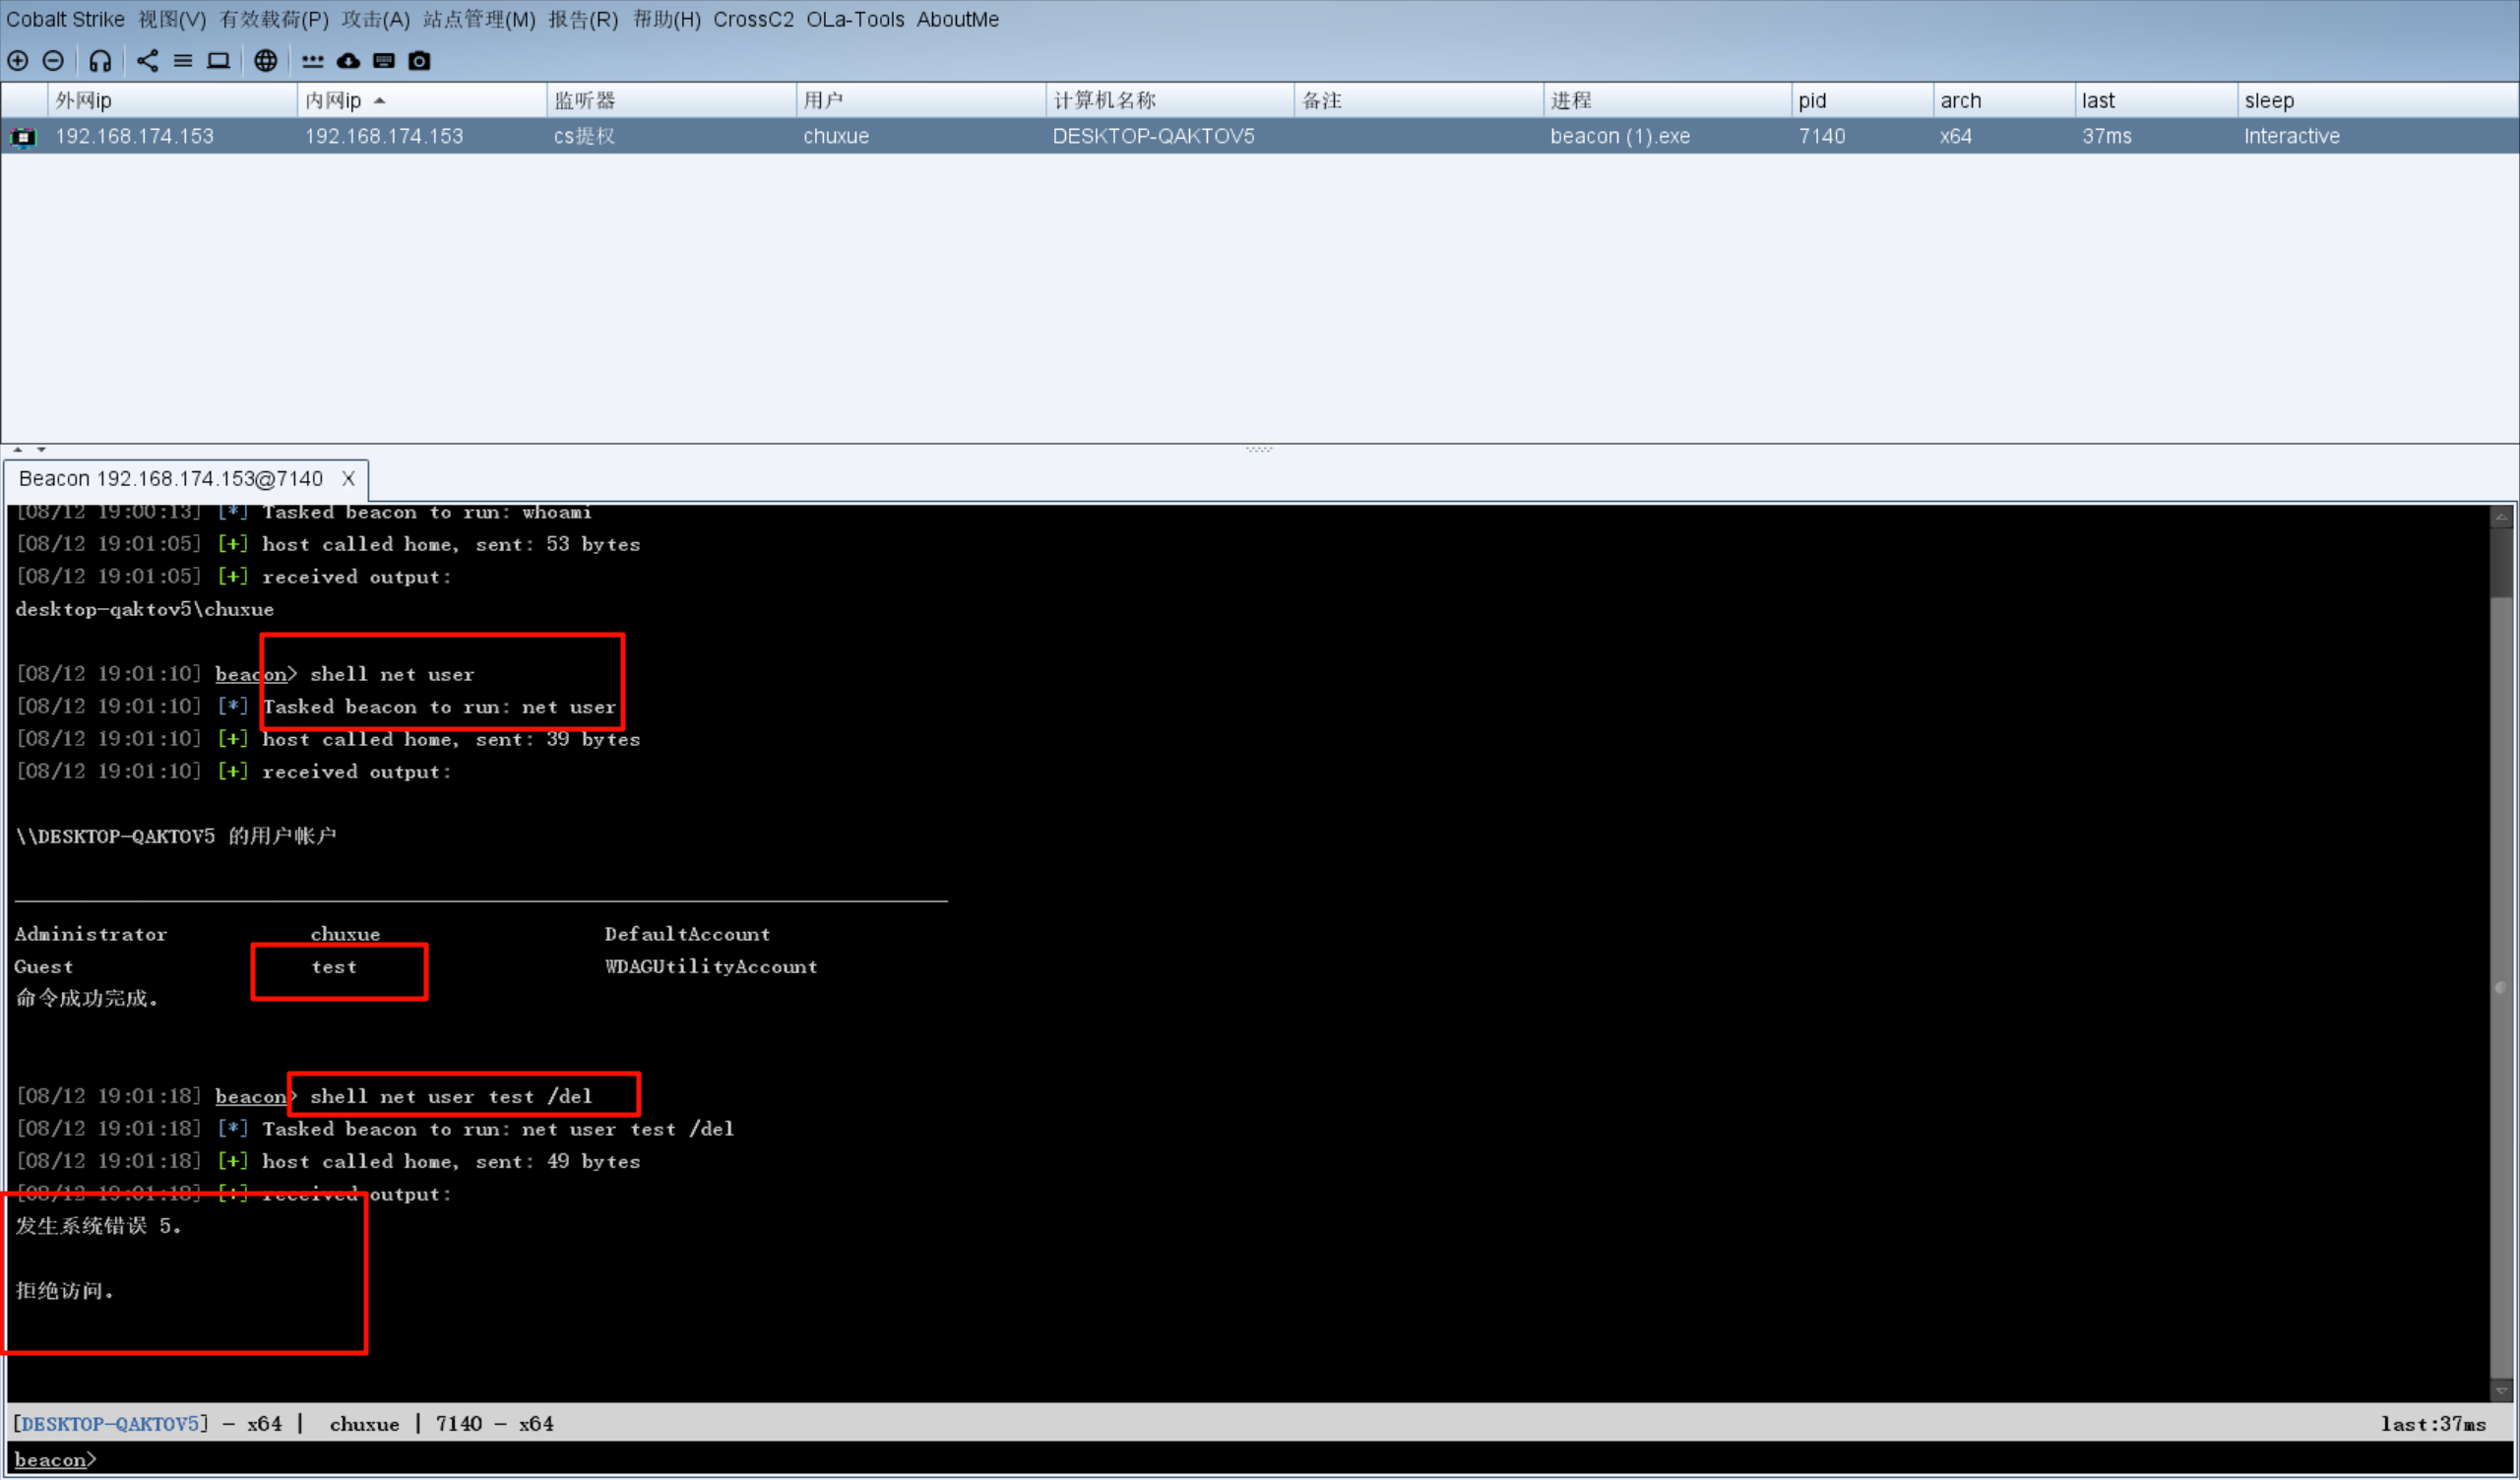 Cobalt Strike 视图(V) 有效载荷(P) 攻击(A) 站点管理(M) 报告(R) 帮助(H) CrossC2 OLa-Tools AboutMe
外网ip 内网ip 监听器 用户 计算机名称 备注 进程 pid arch last sleep
192.168.174.153 192.168.174.153 cs提权 chuxue DESKTOP-QAKTOV5 beacon (1).exe 7140 x64 37ms Interactive
Beacon 192.168.174.153@7140 X
[08/12 19:00:13] [*] Tasked beacon to run: whoami
[08/12 19:01:05] [+] host called home, sent: 53 bytes
[08/12 19:01:05] [+] received output:
desktop-qaktov5\chuxue
[08/12 19:01:10] beacon> shell net user
[08/12 19:01:10] [*] Tasked beacon to run: net user
[08/12 19:01:10] [+] host called home, sent: 39 bytes
[08/12 19:01:10] [+] received output:
\\DESKTOP-QAKTOV5 的用户帐户
Administrator chuxue DefaultAccount
Guest test WDAGUtilityAccount
命令成功完成。
[08/12 19:01:18] beacon> shell net user test /del
[08/12 19:01:18] [*] Tasked beacon to run: net user test /del
[08/12 19:01:18] [+] host called home, sent: 49 bytes
[08/12 19:01:18] [+] received output:
发生系统错误 5。
拒绝访问。
[DESKTOP-QAKTOV5] - x64 | chuxue | 7140 - x64 last:37ms
beacon>